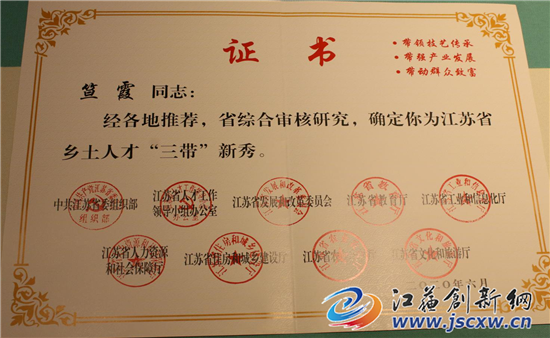 证书
·带领技艺传承
·带强产业发展
·带动群众致富
笪霞 同志：
经各地推荐，省综合审核研究，确定你为江苏省
乡土人才“三带”新秀。
中共江苏省委组织部
江苏省人才工作
领导小组办公室
江苏省发展和改革委员会
江苏省教育厅
江苏省工业和信息化厅
江苏省人力资源
和社会保障厅
江苏省住房和城乡建设厅
江苏省文化和旅游厅
二〇二〇年六月
江苏创新网
www.jscxw.cn